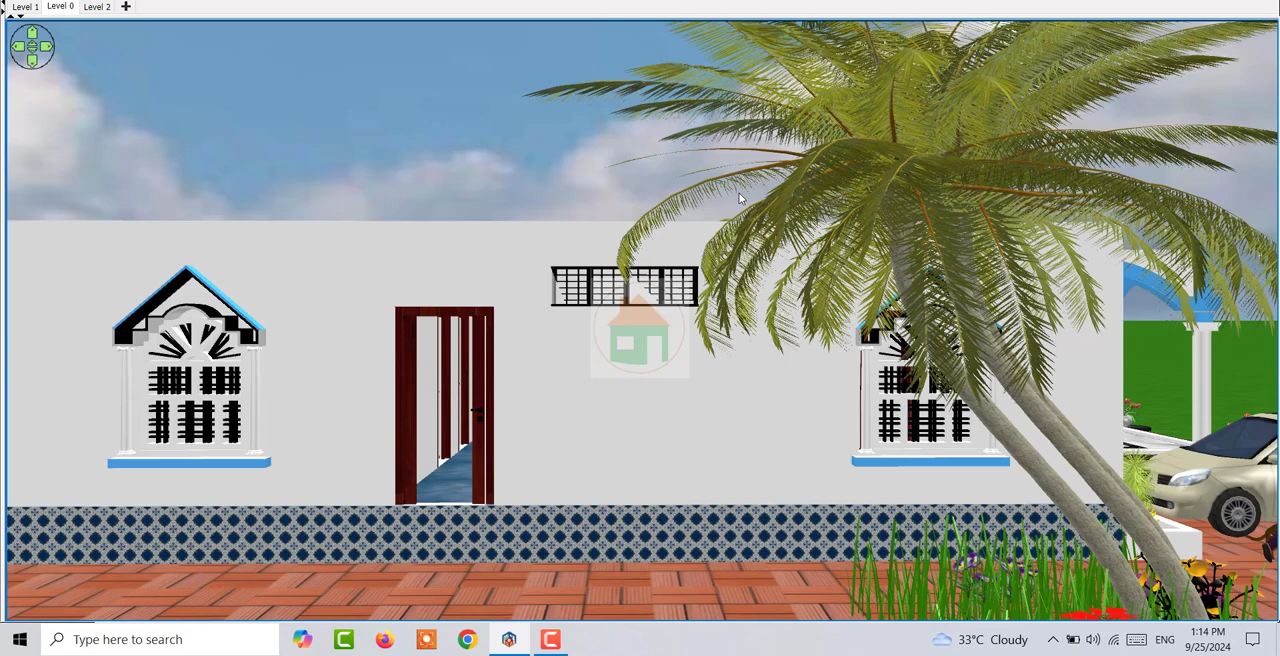 Level 1 Level 0 Level 2
Type here to search
33°C Cloudy
ENG
1:14 PM
9/25/2024